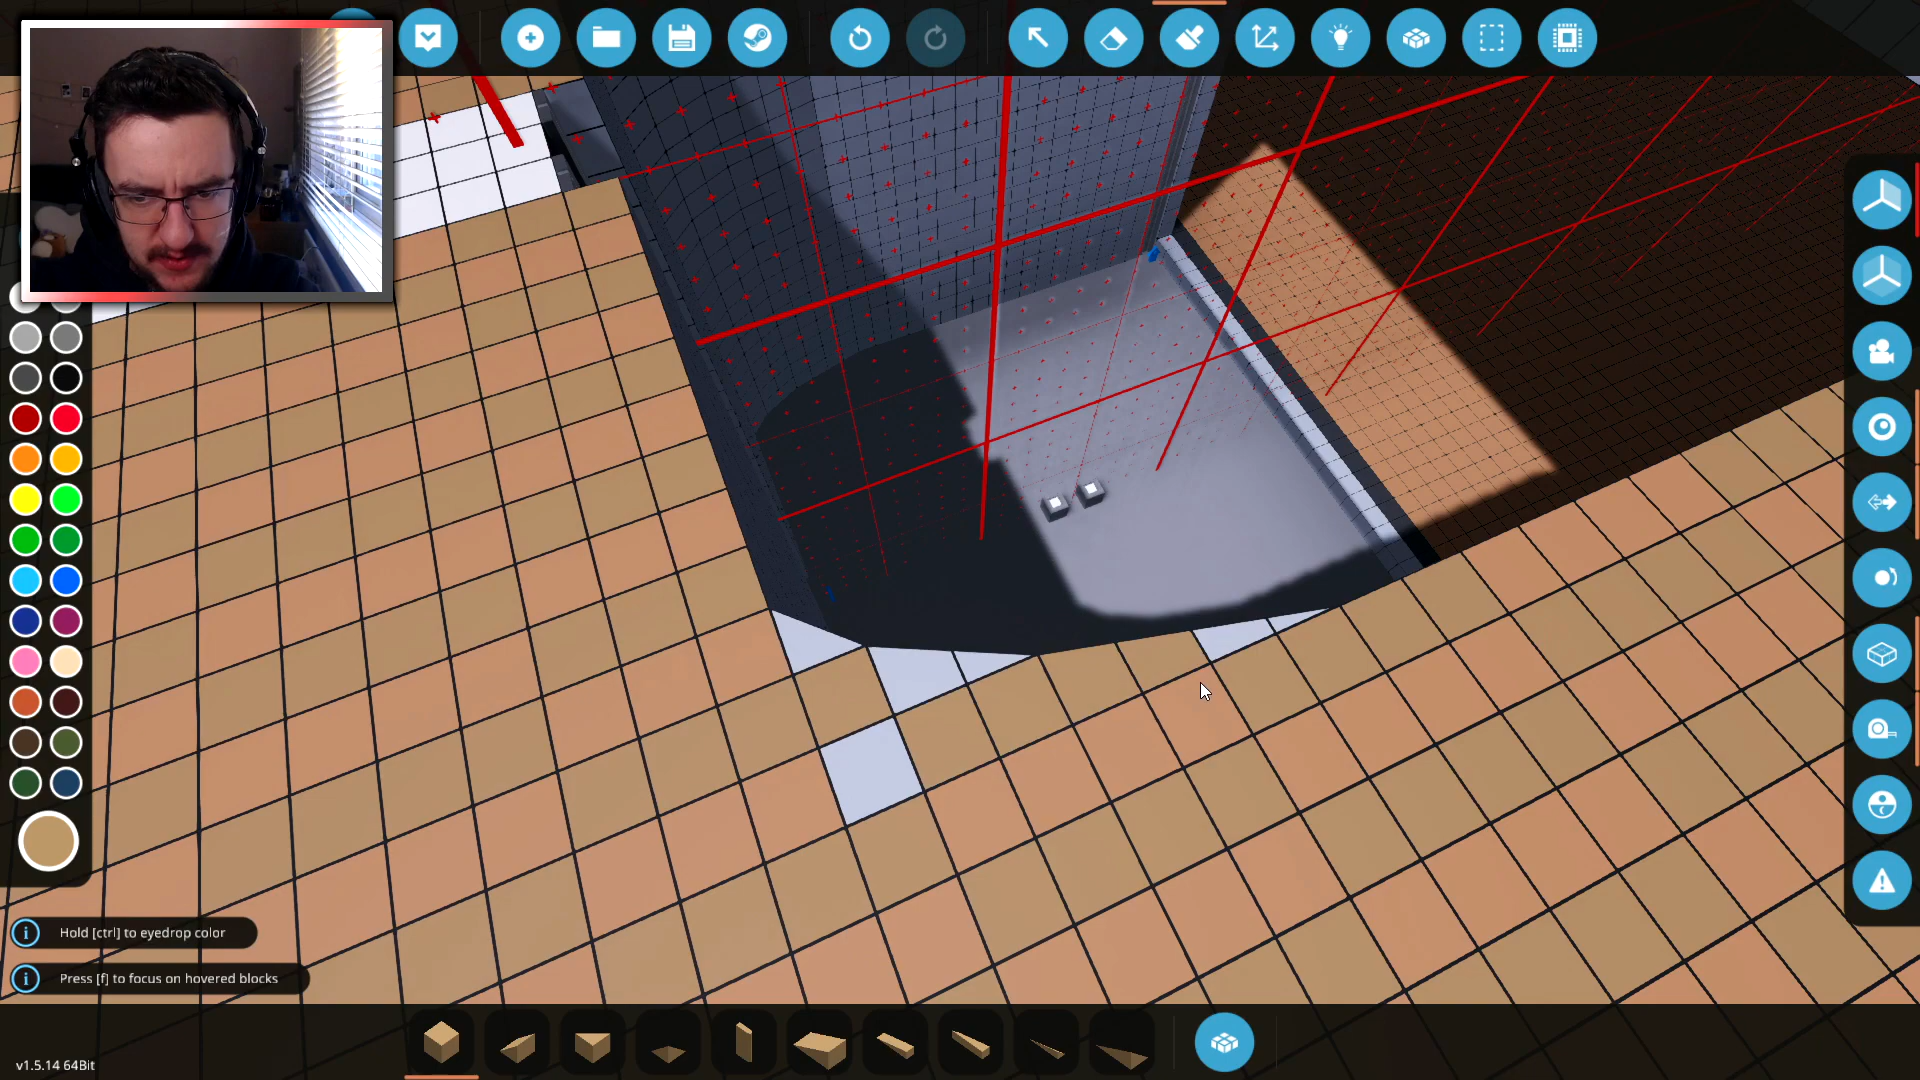 Hold [ctrl] to eyedrop color
Press [f] to focus on hovered blocks
v1.5.14 64Bit